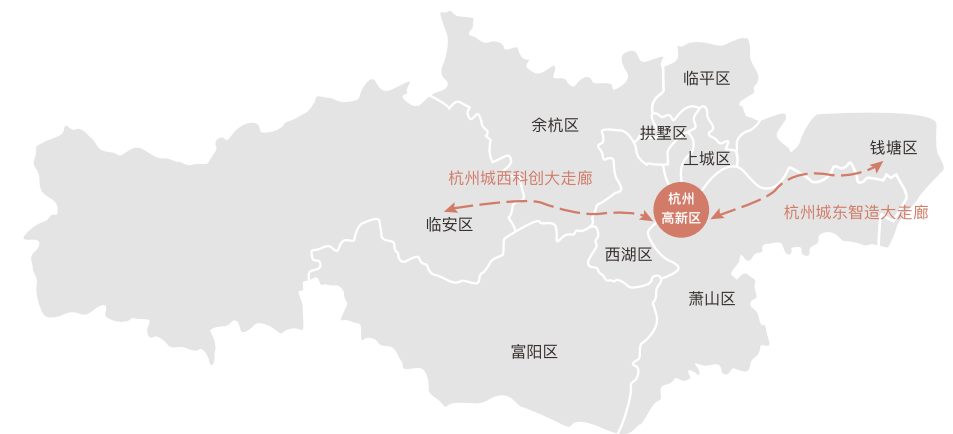 临平区
余杭区
拱墅区
钱塘区
上城区
杭州城西科创大走廊
杭州
高新区
杭州城东智造大走廊
临安区
西湖区
萧山区
富阳区